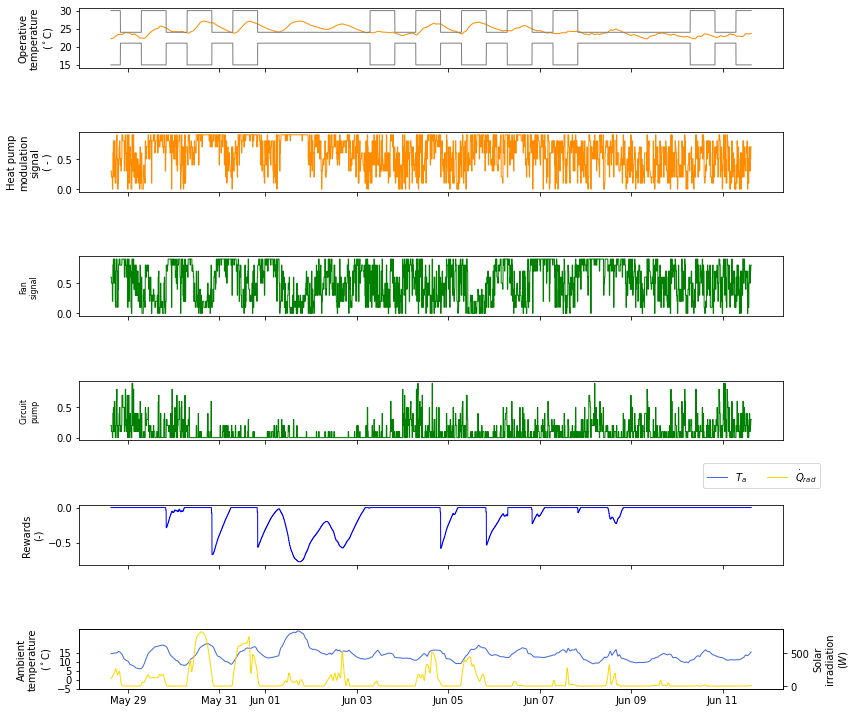 Operative
temperature
(°C)
30
25
20
15
Heat pump
modulation
signal
( - )
0.5
0.0
Fan
signal
0.5
0.0
Circuit
pump
0.5
0.0
T_a
Q̇_rad
Rewards
(-)
0.0
−0.5
Ambient
temperature
(°C)
15
10
5
0
−5
Solar
irradiation
(W)
500
0
May 29 May 31 Jun 01 Jun 03 Jun 05 Jun 07 Jun 09 Jun 11